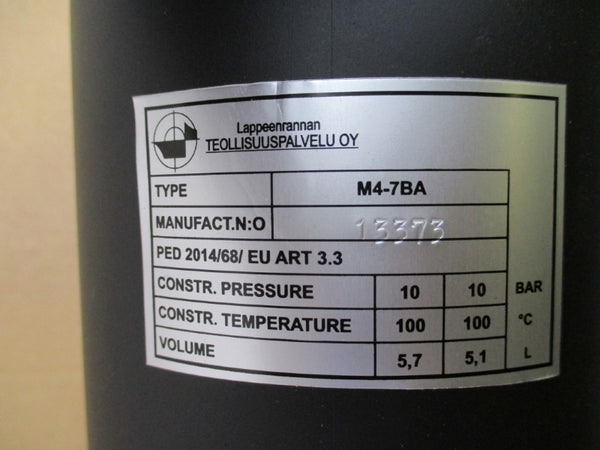 Lappeenrannan
TEOLLISUUSPALVELU OY
TYPE M4-7BA
MANUFACT.N:O 13373
PED 2014/68/ EU ART 3.3
CONSTR. PRESSURE 10 10 BAR
CONSTR. TEMPERATURE 100 100 °C
VOLUME 5,7 5,1 L